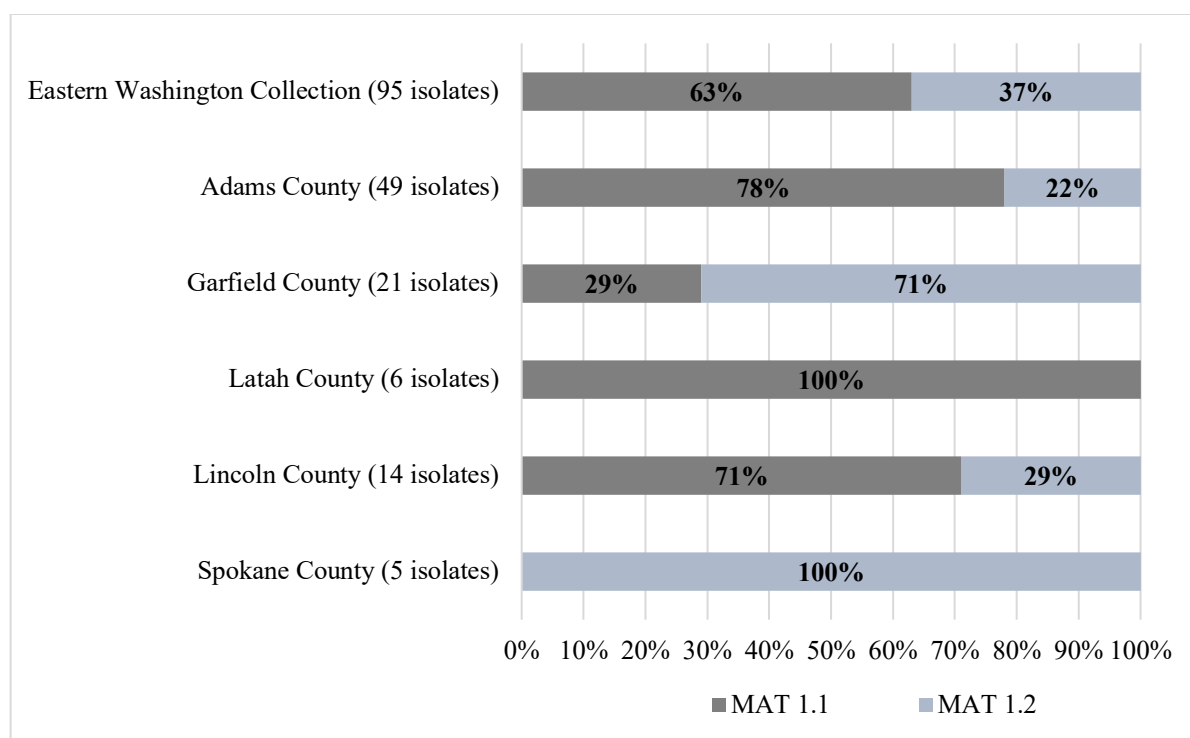 Eastern Washington Collection (95 isolates)
63% 37%
Adams County (49 isolates)
78% 22%
Garfield County (21 isolates)
29% 71%
Latah County (6 isolates)
100%
Lincoln County (14 isolates)
71% 29%
Spokane County (5 isolates)
100%
0% 10% 20% 30% 40% 50% 60% 70% 80% 90% 100%
MAT 1.1 MAT 1.2